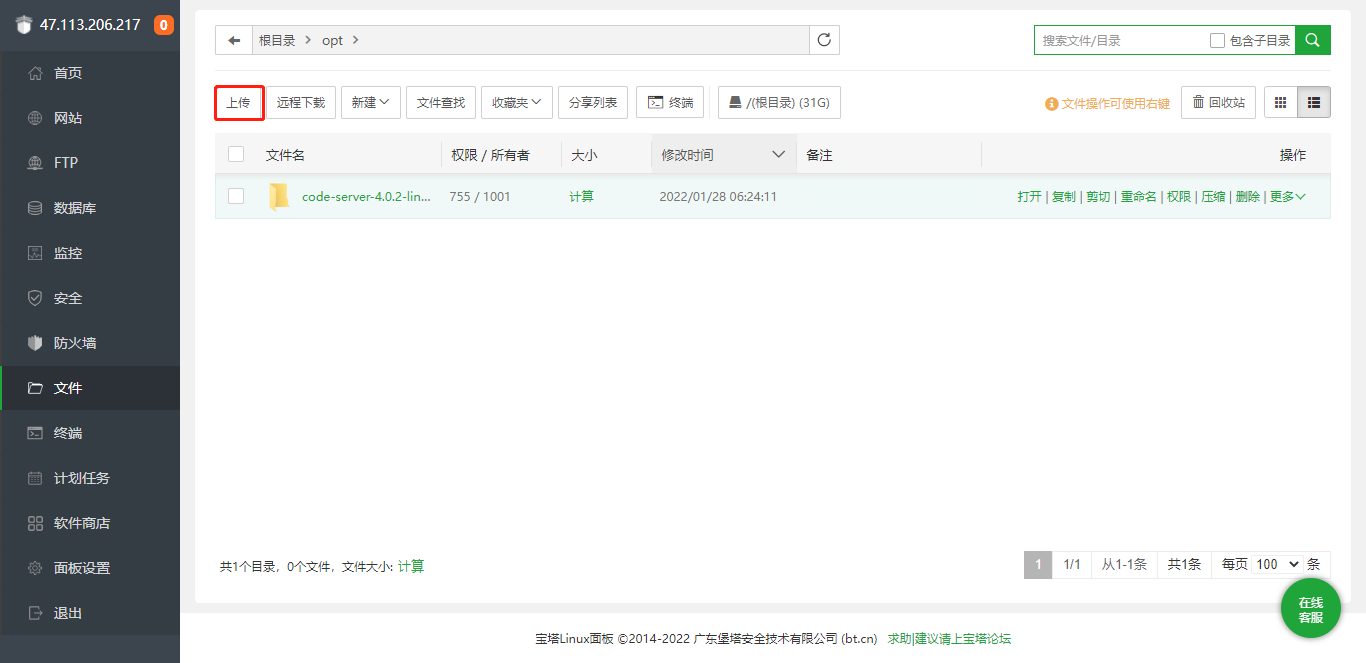 47.113.206.217 0
首页
网站
FTP
数据库
监控
安全
防火墙
文件
终端
计划任务
软件商店
面板设置
退出
根目录 opt
搜索文件/目录 包含子目录
上传 远程下载 新建 文件查找 收藏夹 分享列表 终端 /(根目录) (31G) 文件操作可使用右键 回收站
文件名 权限 / 所有者 大小 修改时间 备注 操作
code-server-4.0.2-lin... 755 / 1001 计算 2022/01/28 06:24:11 打开 | 复制 | 剪切 | 重命名 | 权限 | 压缩 | 删除 | 更多
共1个目录，0个文件，文件大小: 计算 1 1/1 从1-1条 共1条 每页 100 条
在线
客服
宝塔Linux面板 ©2014-2022 广东堡塔安全技术有限公司 (bt.cn) 求助|建议请上宝塔论坛